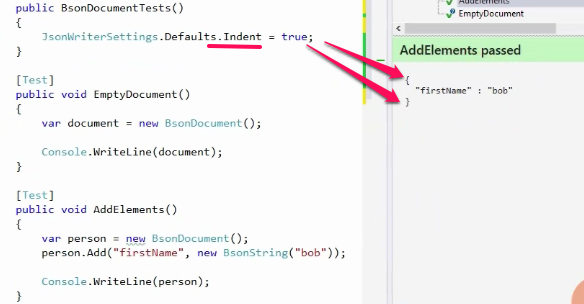 public BsonDocumentTests()
{
JsonWriterSettings.Defaults.Indent = true;
}
[Test]
public void EmptyDocument()
{
var document = new BsonDocument();
Console.WriteLine(document);
}
[Test]
public void AddElements()
{
var person = new BsonDocument();
person.Add("firstName", new BsonString("bob"));
Console.WriteLine(person);
}
AddElements
EmptyDocument
AddElements passed
{
"firstName" : "bob"
}